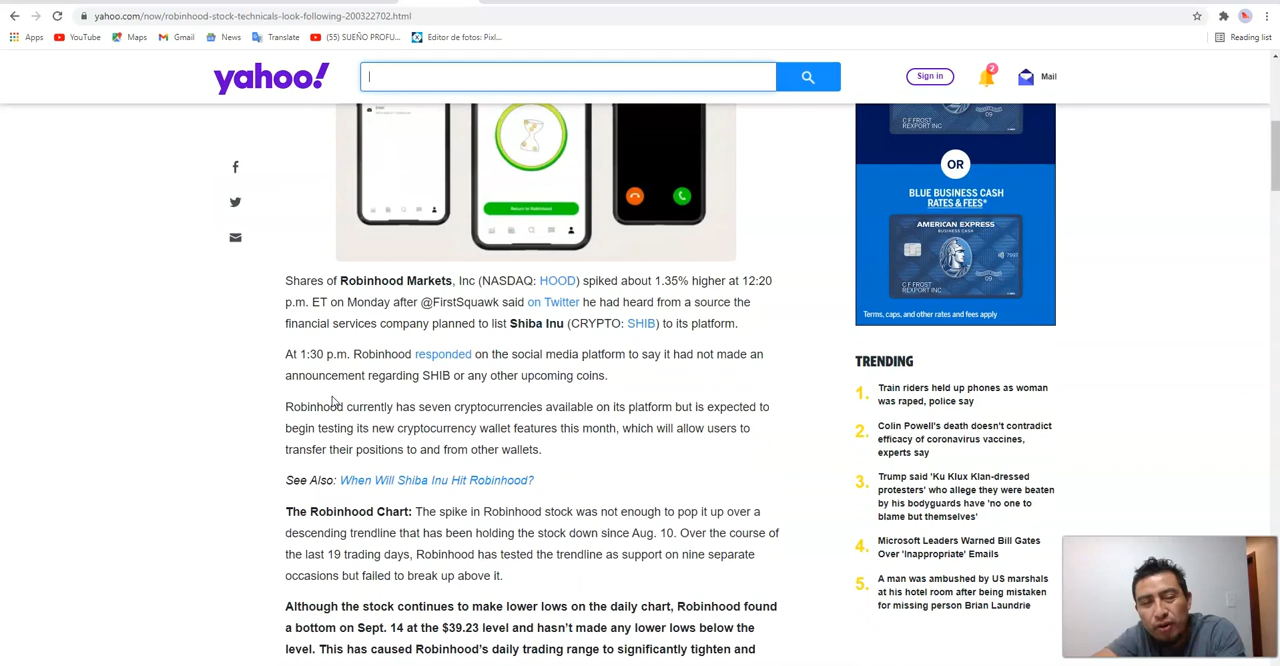 yahoo.com/now/robinhood-stock-technicals-look-following-200322702.html
Apps YouTube Maps Gmail News Translate (55) SUEÑO PROFU... Editor de fotos: Pixl... Reading list
yahoo!
Sign in
2
Mail
Return to Robinhood
C F FROST
REXPORT INC
09
OR
BLUE BUSINESS CASH
RATES & FEES*
AMERICAN EXPRESS
BUSINESS CASH
C F FROST
REXPORT INC
09
Terms, caps, and other rates and fees apply
Shares of Robinhood Markets, Inc (NASDAQ: HOOD) spiked about 1.35% higher at 12:20
p.m. ET on Monday after @FirstSquawk said on Twitter he had heard from a source the
financial services company planned to list Shiba Inu (CRYPTO: SHIB) to its platform.
At 1:30 p.m. Robinhood responded on the social media platform to say it had not made an
announcement regarding SHIB or any other upcoming coins.
Robinhood currently has seven cryptocurrencies available on its platform but is expected to
begin testing its new cryptocurrency wallet features this month, which will allow users to
transfer their positions to and from other wallets.
See Also: When Will Shiba Inu Hit Robinhood?
The Robinhood Chart: The spike in Robinhood stock was not enough to pop it up over a
descending trendline that has been holding the stock down since Aug. 10. Over the course of
the last 19 trading days, Robinhood has tested the trendline as support on nine separate
occasions but failed to break up above it.
Although the stock continues to make lower lows on the daily chart, Robinhood found
a bottom on Sept. 14 at the $39.23 level and hasn't made any lower lows below the
level. This has caused Robinhood's daily trading range to significantly tighten and
TRENDING
1. Train riders held up phones as woman
was raped, police say
2. Colin Powell's death doesn't contradict
efficacy of coronavirus vaccines,
experts say
3. Trump said 'Ku Klux Klan-dressed
protesters' who allege they were beaten
by his bodyguards have 'no one to
blame but themselves'
4. Microsoft Leaders Warned Bill Gates
Over 'Inappropriate' Emails
5. A man was ambushed by US marshals
at his hotel room after being mistaken
for missing person Brian Laundrie